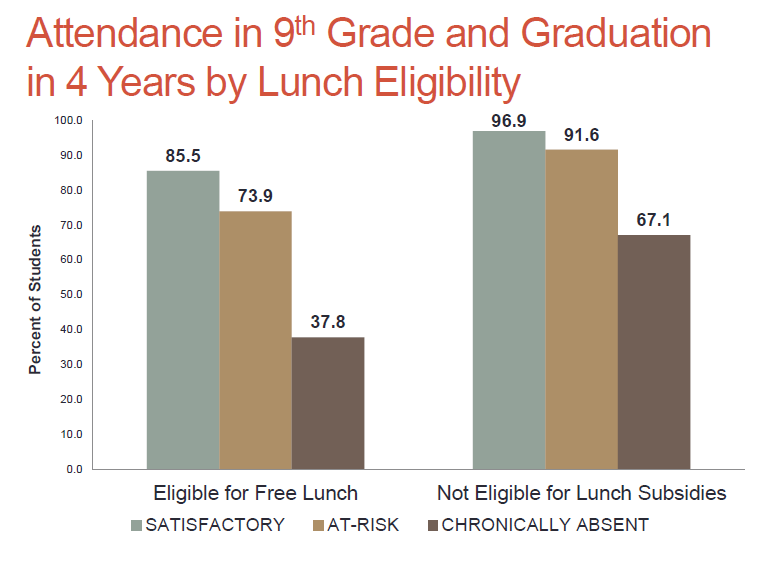 Attendance in 9th Grade and Graduation
in 4 Years by Lunch Eligibility
100.0
90.0
80.0
70.0
60.0
50.0
40.0
30.0
20.0
10.0
0.0
Percent of Students
85.5
73.9
37.8
96.9
91.6
67.1
Eligible for Free Lunch
Not Eligible for Lunch Subsidies
SATISFACTORY AT-RISK CHRONICALLY ABSENT